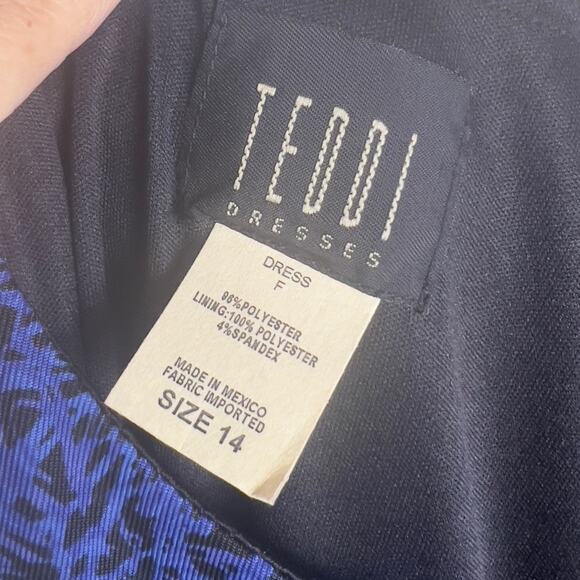 TEDDI
DRESSES
DRESS
F
96%POLYESTER
LINING:100% POLYESTER
4%SPANDEX
MADE IN MEXICO
FABRIC IMPORTED
SIZE 14